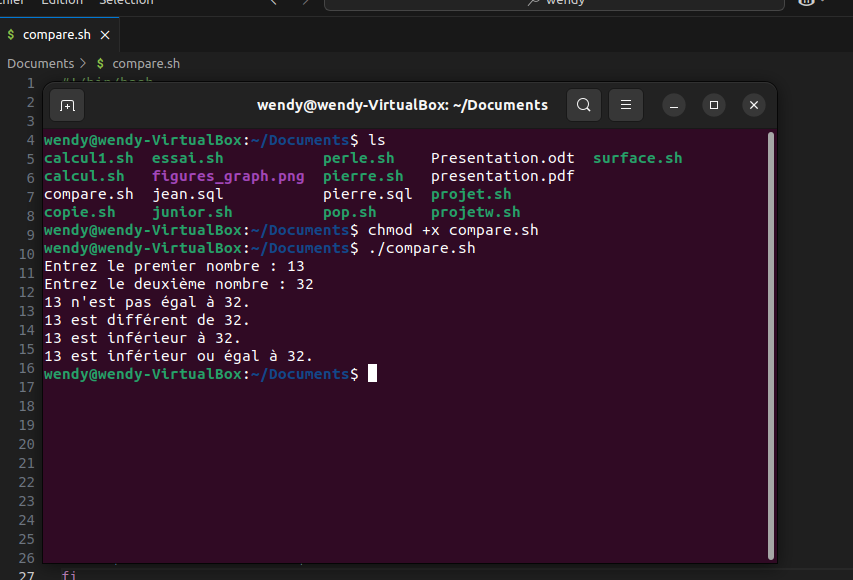 Edition Selection
wendy
$ compare.sh
Documents > $ compare.sh
1
2
3
4
5
6
7
8
9
10
11
12
13
14
15
16
17
18
19
20
21
22
23
24
25
26
27 fi
wendy@wendy-VirtualBox: ~/Documents
wendy@wendy-VirtualBox:~/Documents$ ls
calcul1.sh essai.sh perle.sh Presentation.odt surface.sh
calcul.sh figures_graph.png pierre.sh presentation.pdf
compare.sh jean.sql pierre.sql projet.sh
copie.sh junior.sh pop.sh projetw.sh
wendy@wendy-VirtualBox:~/Documents$ chmod +x compare.sh
wendy@wendy-VirtualBox:~/Documents$ ./compare.sh
Entrez le premier nombre : 13
Entrez le deuxième nombre : 32
13 n'est pas égal à 32.
13 est différent de 32.
13 est inférieur à 32.
13 est inférieur ou égal à 32.
wendy@wendy-VirtualBox:~/Documents$